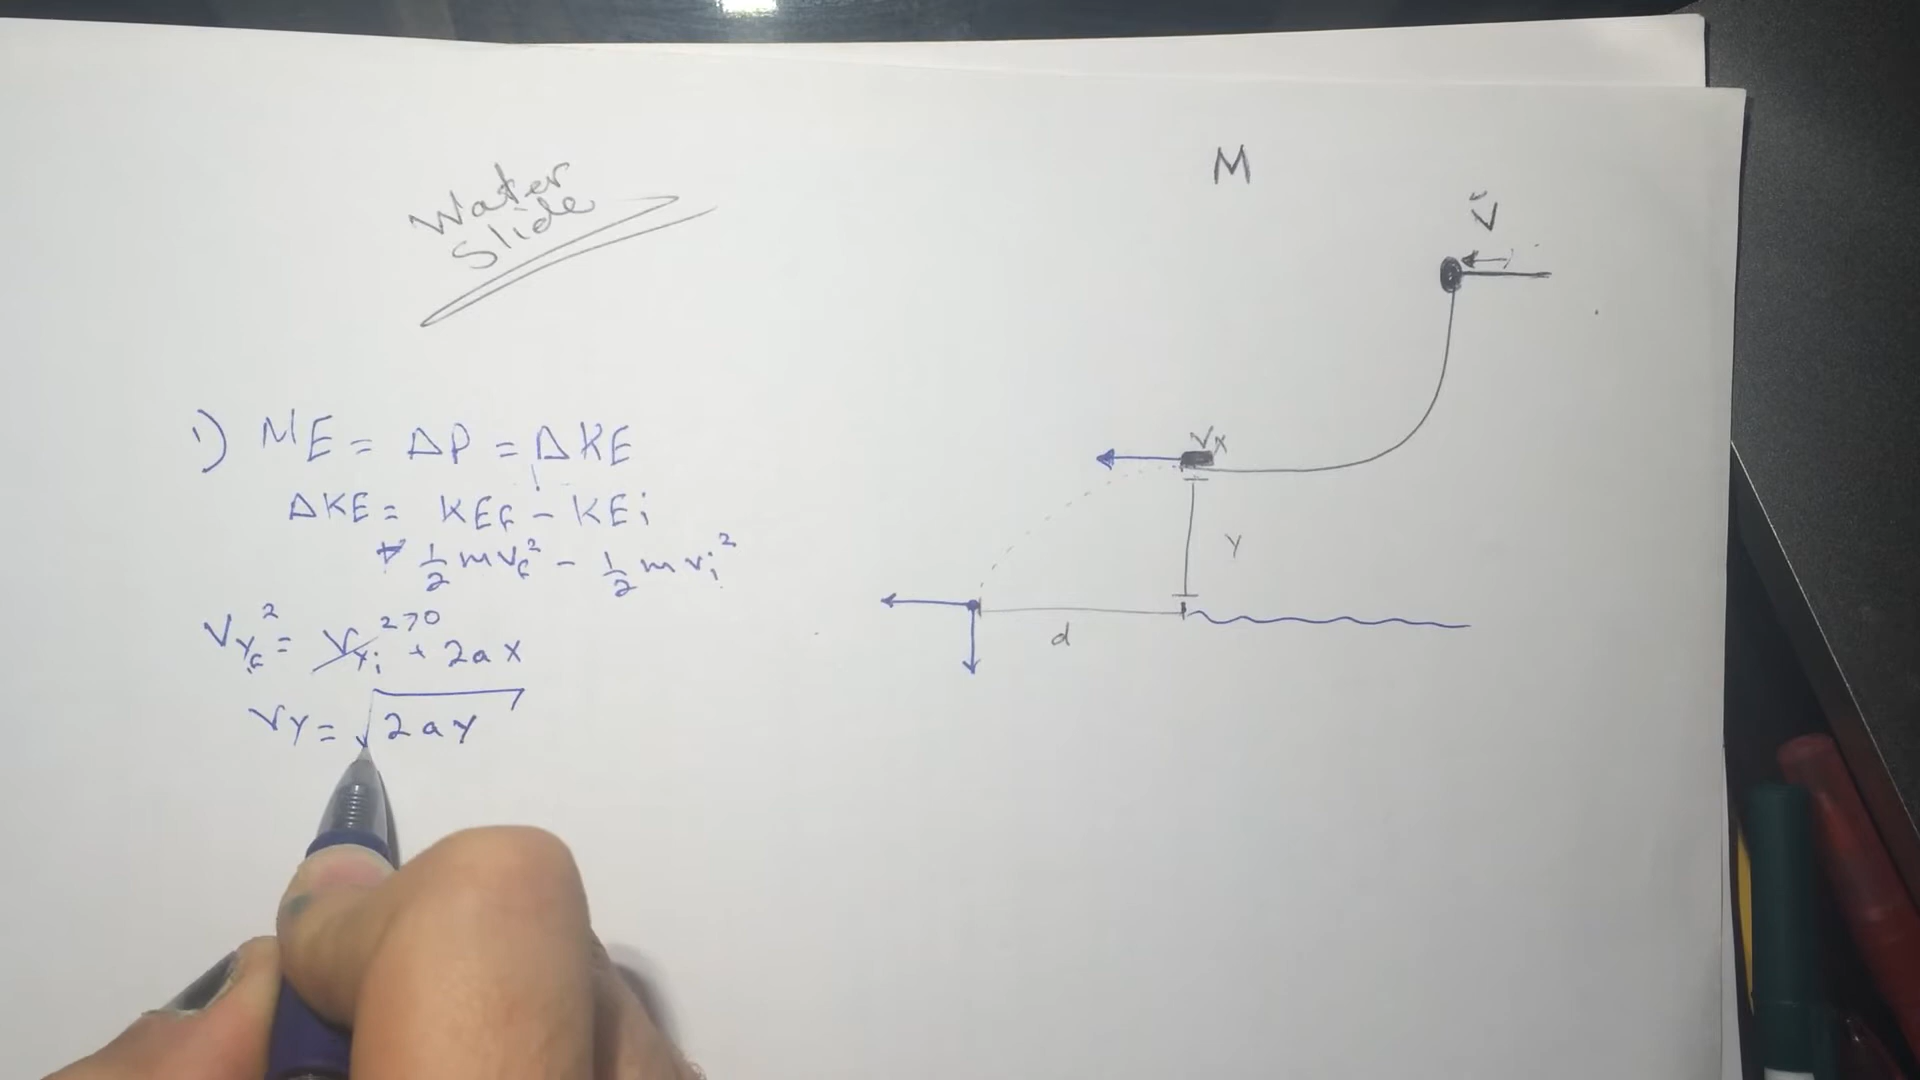 Water
Slide
M
V
1) ME = ΔP = ΔKE
ΔKE = KEf - KEi
½mvf² - ½mvi²
Vyf² = Vyi²→0 + 2ax
Vy = √2ay
Vx
Y
d